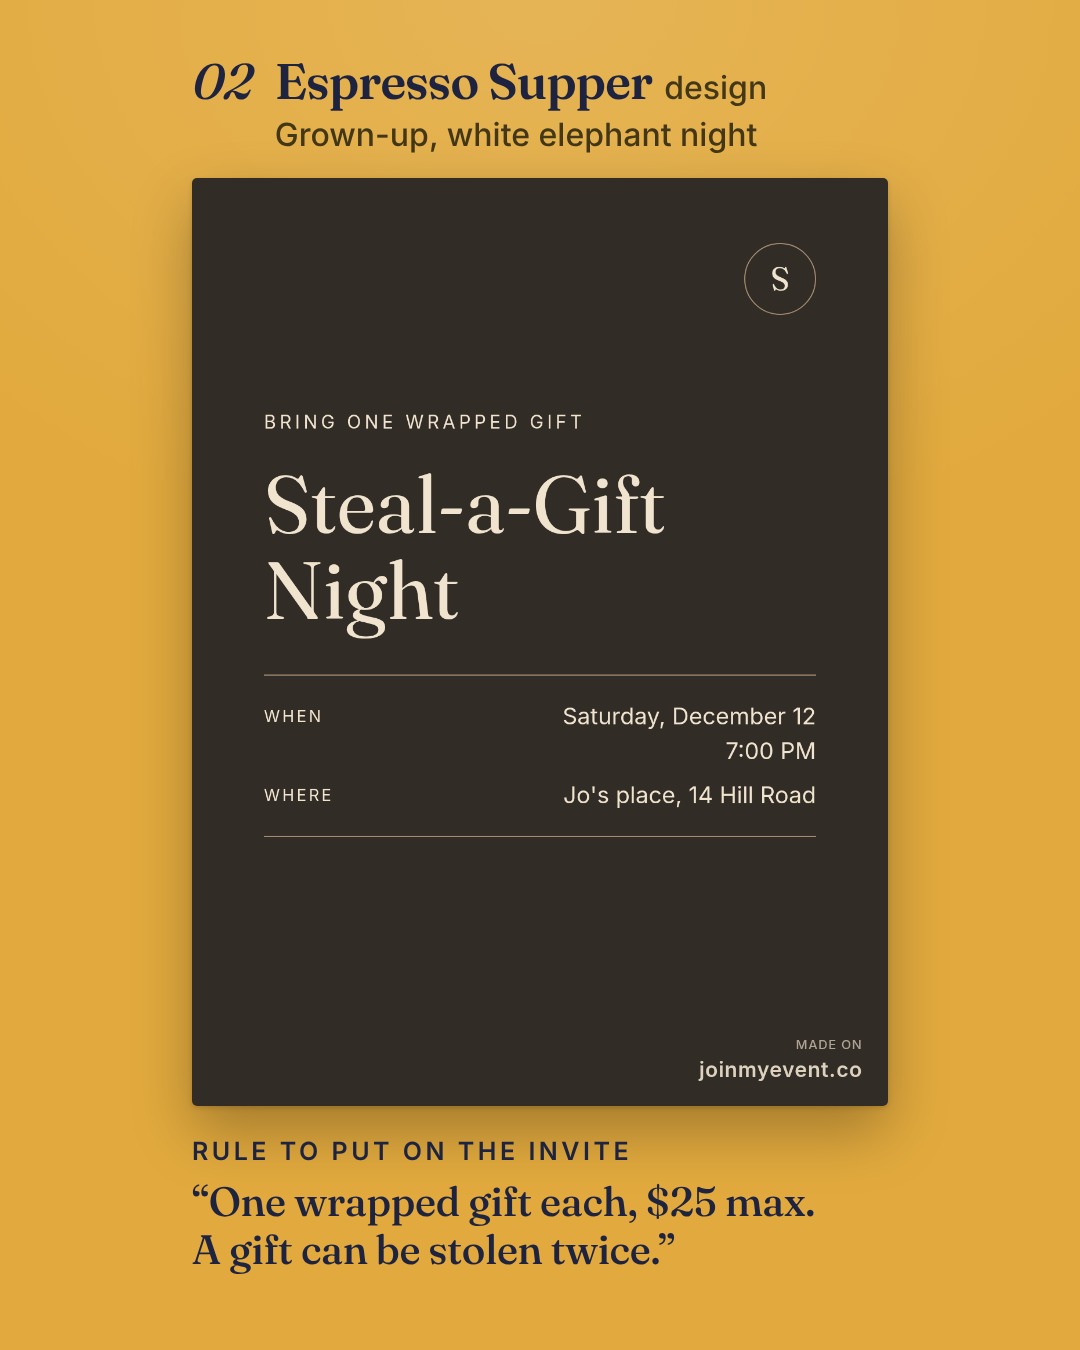 02 Espresso Supper design
Grown-up, white elephant night
S
BRING ONE WRAPPED GIFT
Steal-a-Gift
Night
WHEN Saturday, December 12
7:00 PM
WHERE Jo's place, 14 Hill Road
MADE ON
joinmyevent.co
RULE TO PUT ON THE INVITE
“One wrapped gift each, $25 max.
A gift can be stolen twice.”